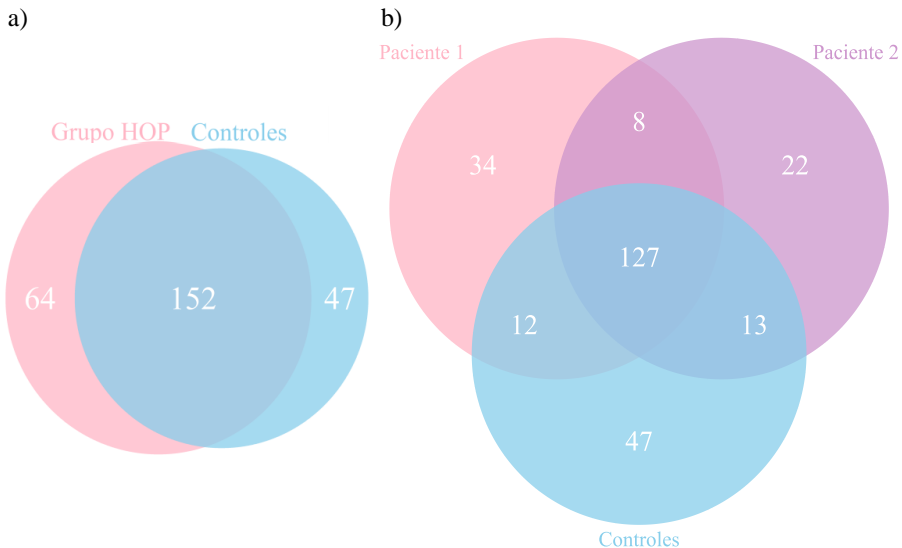 a)
Grupo HOP
Controles
64
152
47
b)
Paciente 1
Paciente 2
8
34
22
127
12
13
47
Controles